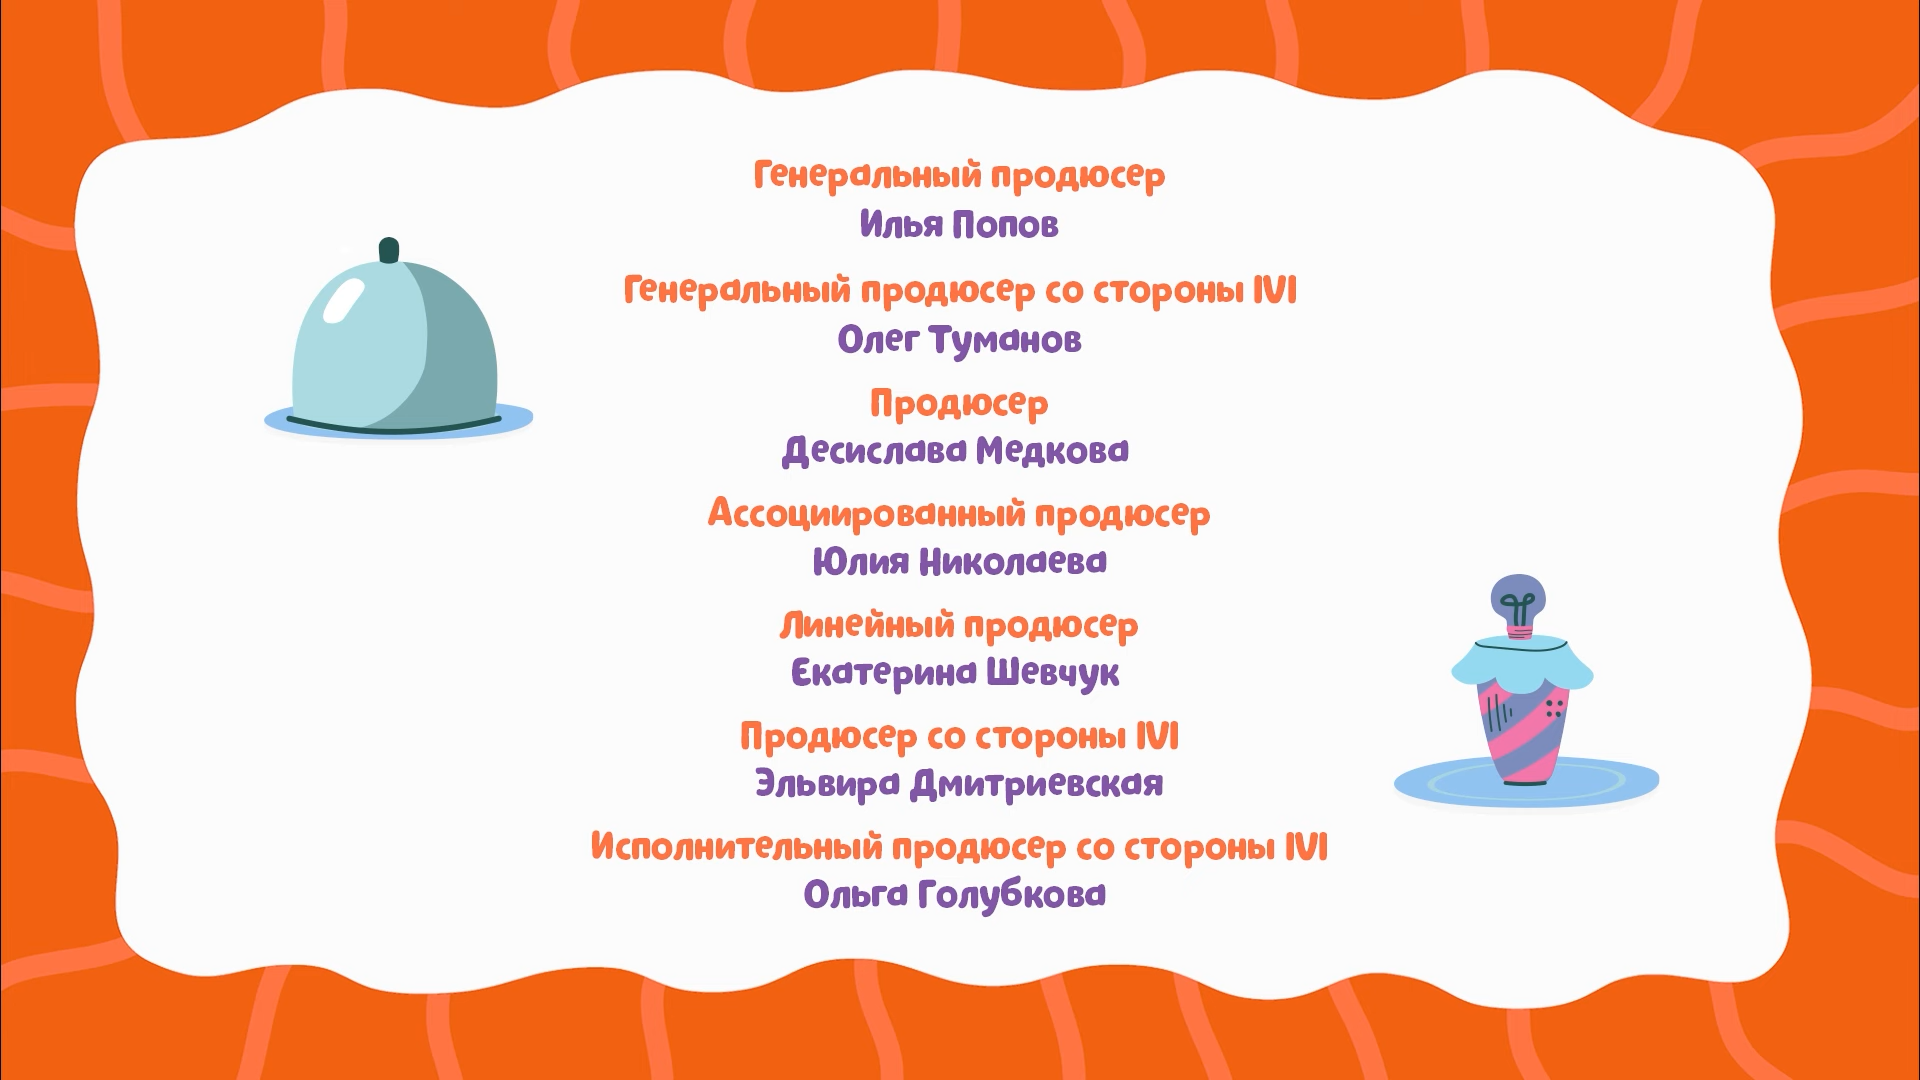 Генеральный продюсер
Илья Попов
Генеральный продюсер со стороны IVI
Олег Туманов
Продюсер
Десислава Медкова
Ассоциированный продюсер
Юлия Николаева
Линейный продюсер
Екатерина Шевчук
Продюсер со стороны IVI
Эльвира Дмитриевская
Исполнительный продюсер со стороны IVI
Ольга Голубкова